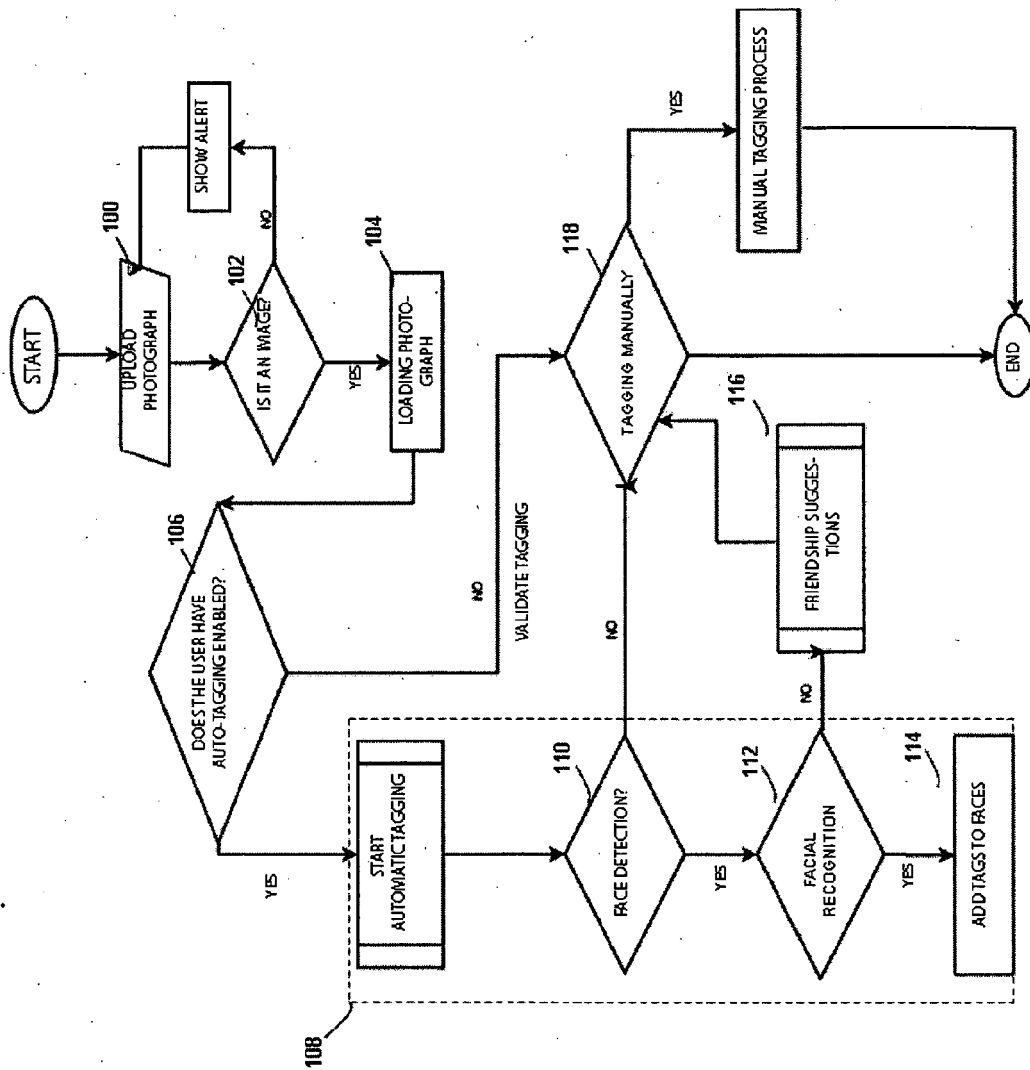 START
100
UPLOAD
PHOTOGRAPH
SHOW ALERT
NO
102
IS IT AN IMAGE?
YES
104
LOADING PHOTO-
GRAPH
106
DOES THE USER HAVE
AUTO-TAGGING ENABLED?
YES
NO
VALIDATE TAGGING
108
START
AUTOMATIC TAGGING
110
FACE DETECTION?
NO
YES
112
FACIAL
RECOGNITION
NO
YES
114
ADD TAGS TO FACES
116
FRIENDSHIP SUGGES-
TIONS
118
TAGGING MANUALLY
YES
MANUAL TAGGING PROCESS
END